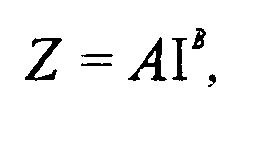 Z = AI^B,